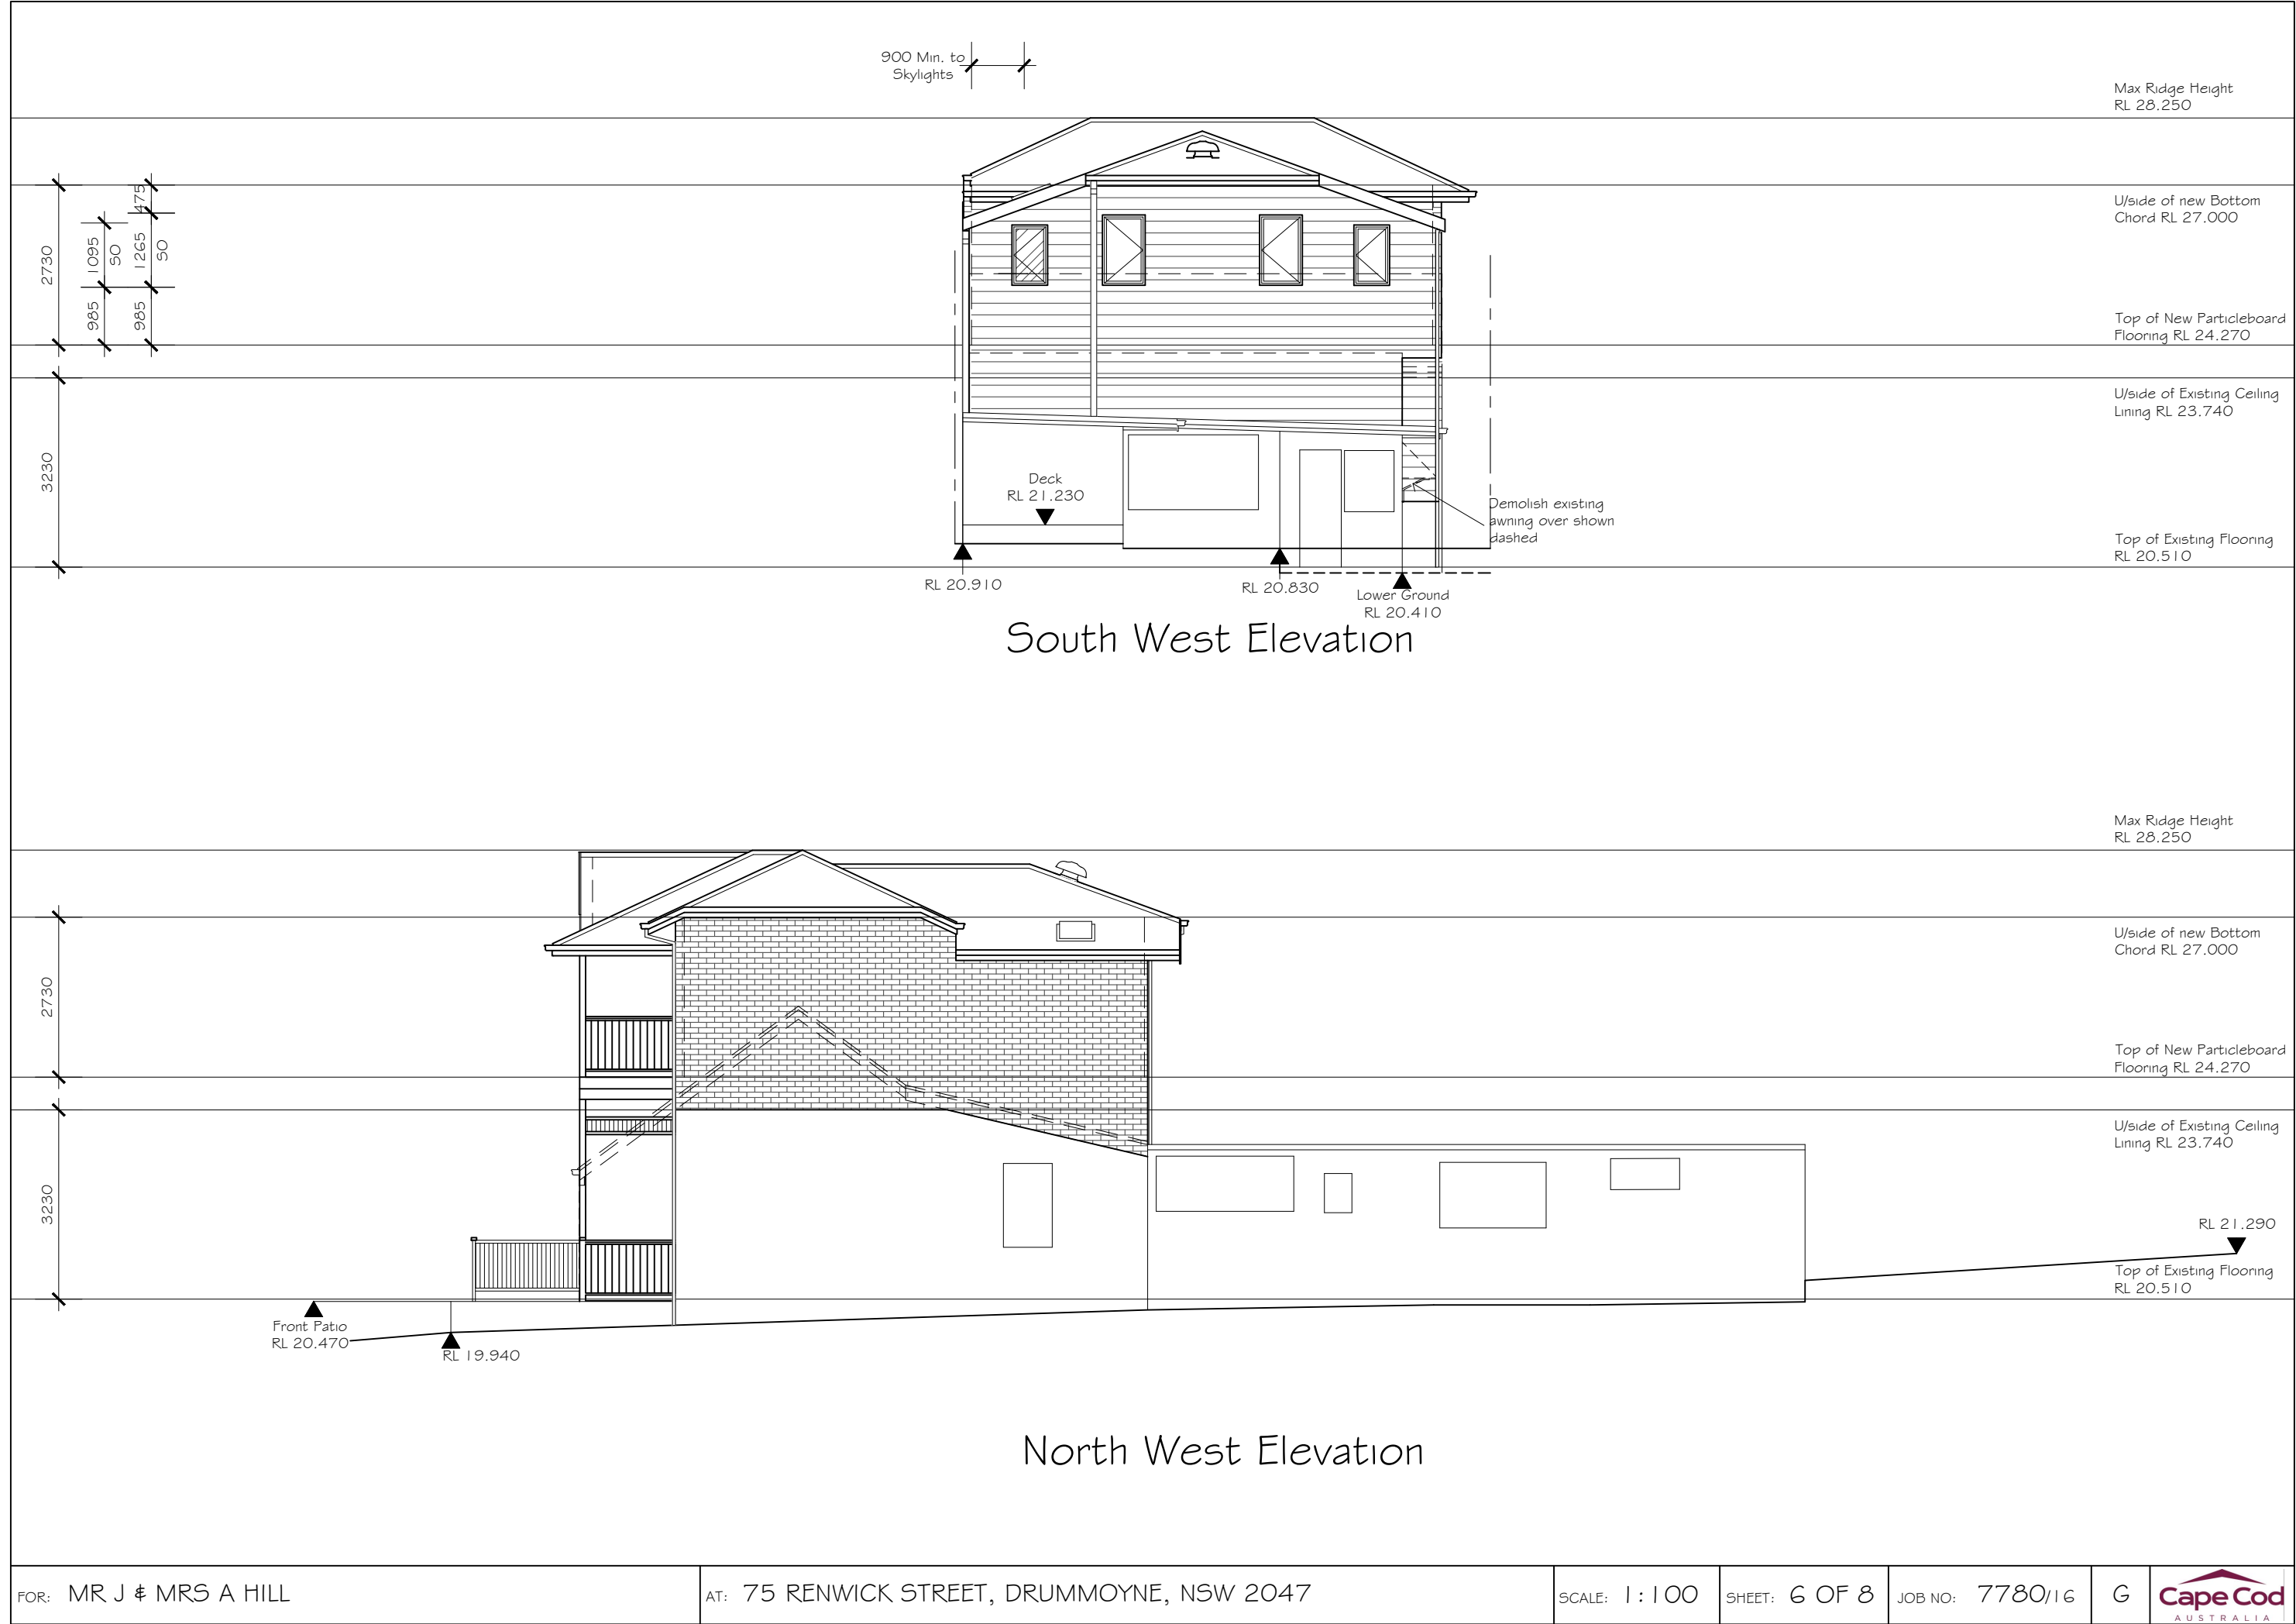 900 Min. to
Skylights
Max Ridge Height
RL 28.250
U/side of new Bottom
Chord RL 27.000
Top of New Particleboard
Flooring RL 24.270
U/side of Existing Ceiling
Lining RL 23.740
Top of Existing Flooring
RL 20.510
2730
3230
1095
SO
985
475
1265
SO
985
Deck
RL 21.230
Demolish existing
awning over shown
dashed
RL 20.910
RL 20.830
Lower Ground
RL 20.410
South West Elevation
Max Ridge Height
RL 28.250
U/side of new Bottom
Chord RL 27.000
Top of New Particleboard
Flooring RL 24.270
U/side of Existing Ceiling
Lining RL 23.740
RL 21.290
Top of Existing Flooring
RL 20.510
2730
3230
Front Patio
RL 20.470
RL 19.940
North West Elevation
FOR: MR J & MRS A HILL
AT: 75 RENWICK STREET, DRUMMOYNE, NSW 2047
SCALE: 1:100
SHEET: 6 OF 8
JOB NO: 7780/16
G
Cape Cod
AUSTRALIA